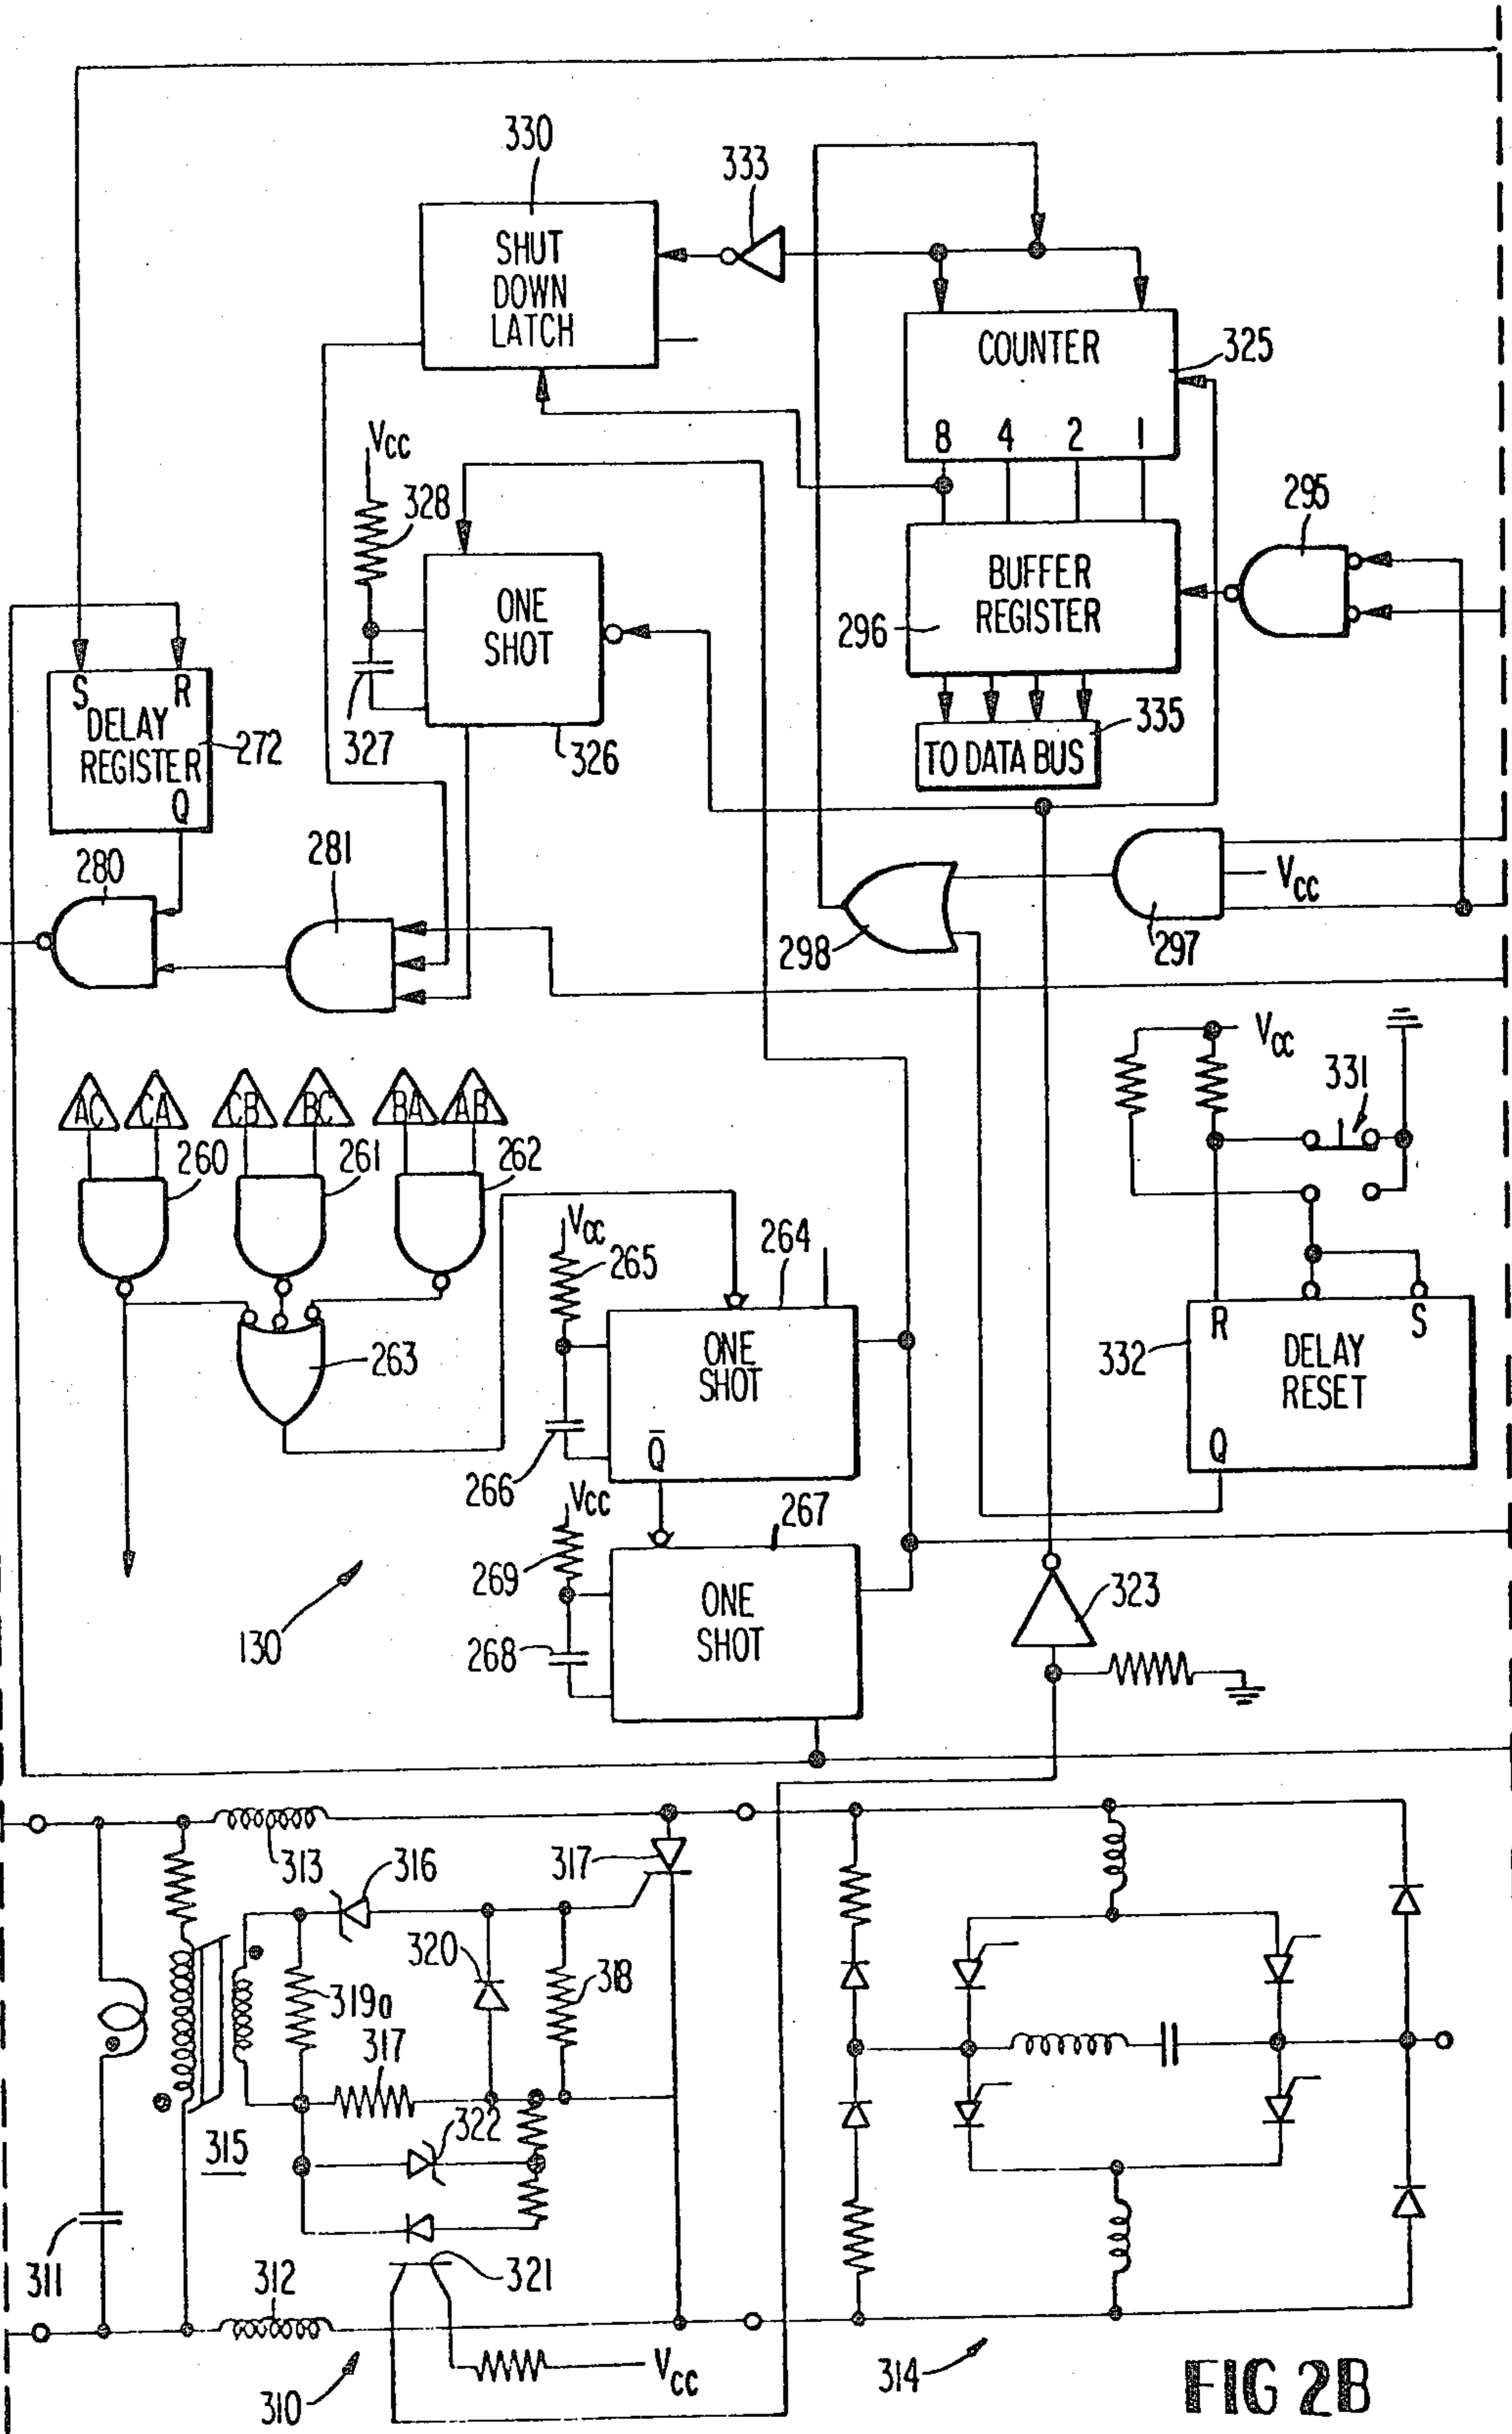 330
333
SHUT
DOWN
LATCH
COUNTER
325
8 4 2 1
VCC
328
295
ONE
SHOT
BUFFER
REGISTER
296
S R
DELAY
REGISTER
272
Q
327
326
335
TO DATA BUS
280
281
298
297
VCC
VCC
331
AC
CA
CB
BC
BA
AB
260
261
262
VCC
265
264
263
ONE
SHOT
266
Q̅
332
R
S
DELAY
RESET
Q
VCC
269
267
268
ONE
SHOT
323
130
313
316
317
320
318
319a
317
322
315
311
312
321
VCC
310
314
FIG 2B